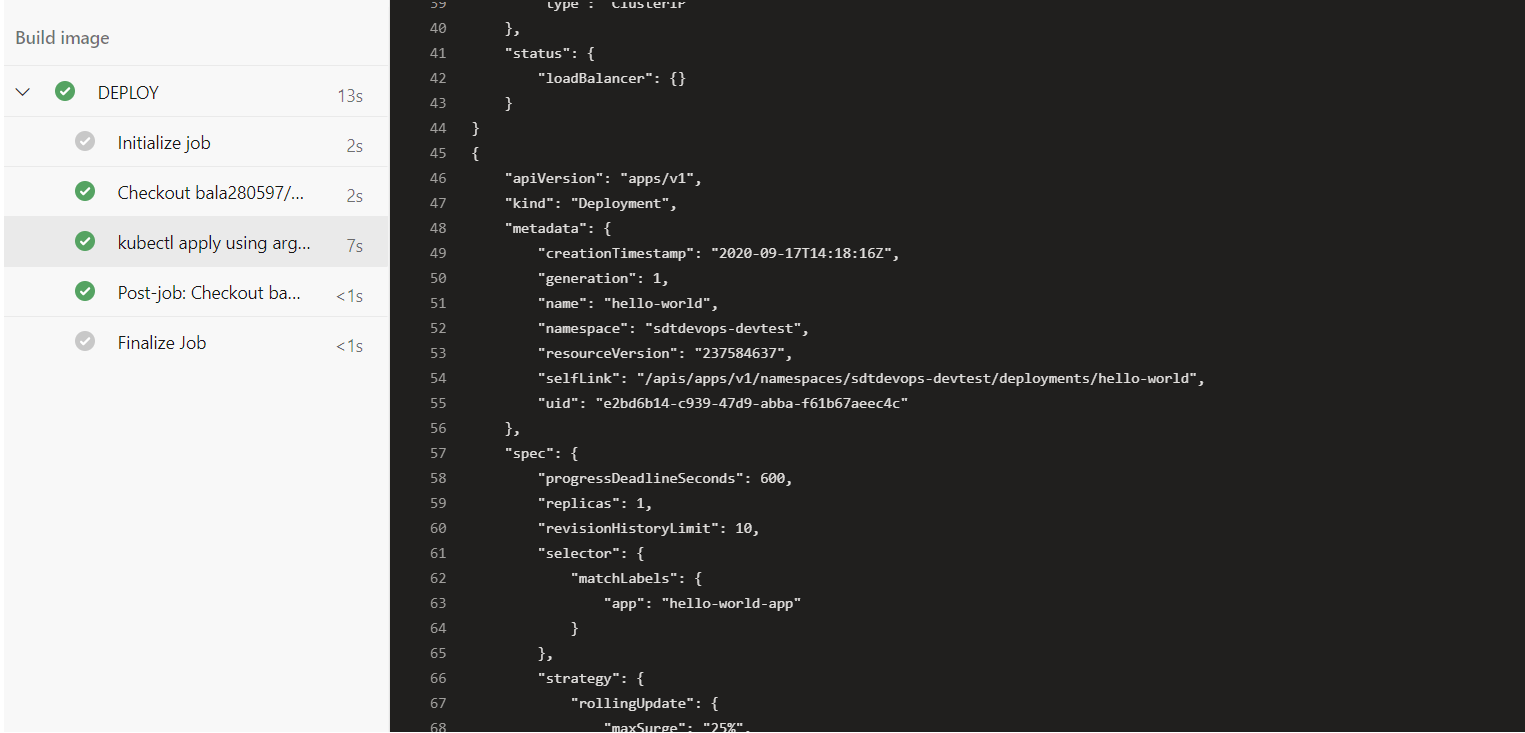 Build image
DEPLOY 13s
Initialize job 2s
Checkout bala280597/... 2s
kubectl apply using arg... 7s
Post-job: Checkout ba... <1s
Finalize Job <1s
39         "type": "ClusterIP"
40     },
41     "status": {
42         "loadBalancer": {}
43     }
44 }
45 {
46     "apiVersion": "apps/v1",
47     "kind": "Deployment",
48     "metadata": {
49         "creationTimestamp": "2020-09-17T14:18:16Z",
50         "generation": 1,
51         "name": "hello-world",
52         "namespace": "sdtdevops-devtest",
53         "resourceVersion": "237584637",
54         "selfLink": "/apis/apps/v1/namespaces/sdtdevops-devtest/deployments/hello-world",
55         "uid": "e2bd6b14-c939-47d9-abba-f61b67aeec4c"
56     },
57     "spec": {
58         "progressDeadlineSeconds": 600,
59         "replicas": 1,
60         "revisionHistoryLimit": 10,
61         "selector": {
62             "matchLabels": {
63                 "app": "hello-world-app"
64             }
65         },
66         "strategy": {
67             "rollingUpdate": {
68                 "maxSurge": "25%",